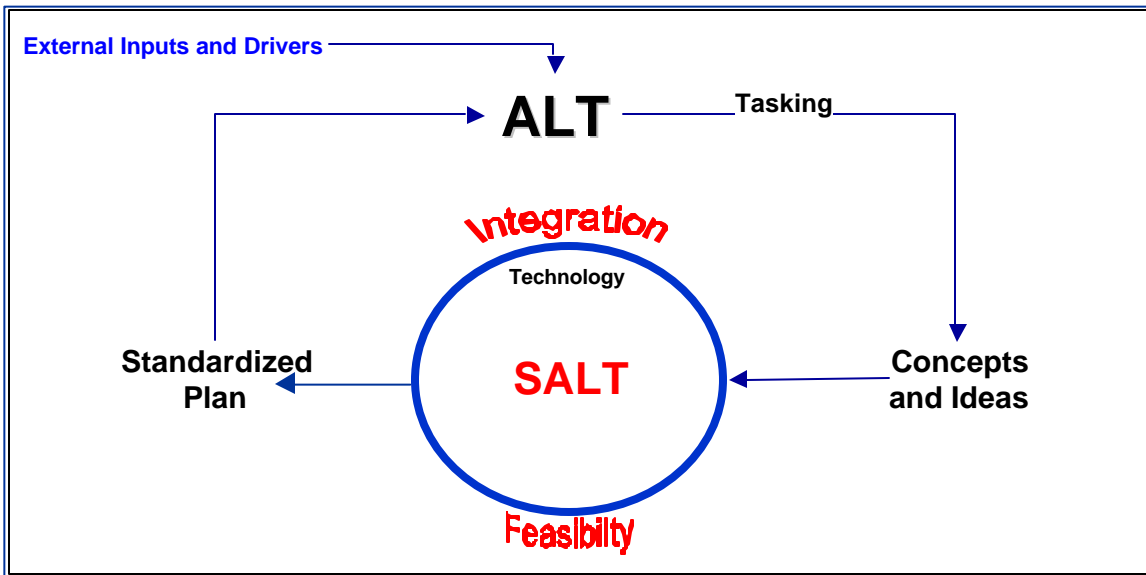 External Inputs and Drivers
ALT
Tasking
Integration
Technology
Standardized
Plan
SALT
Concepts
and Ideas
Feasibilty